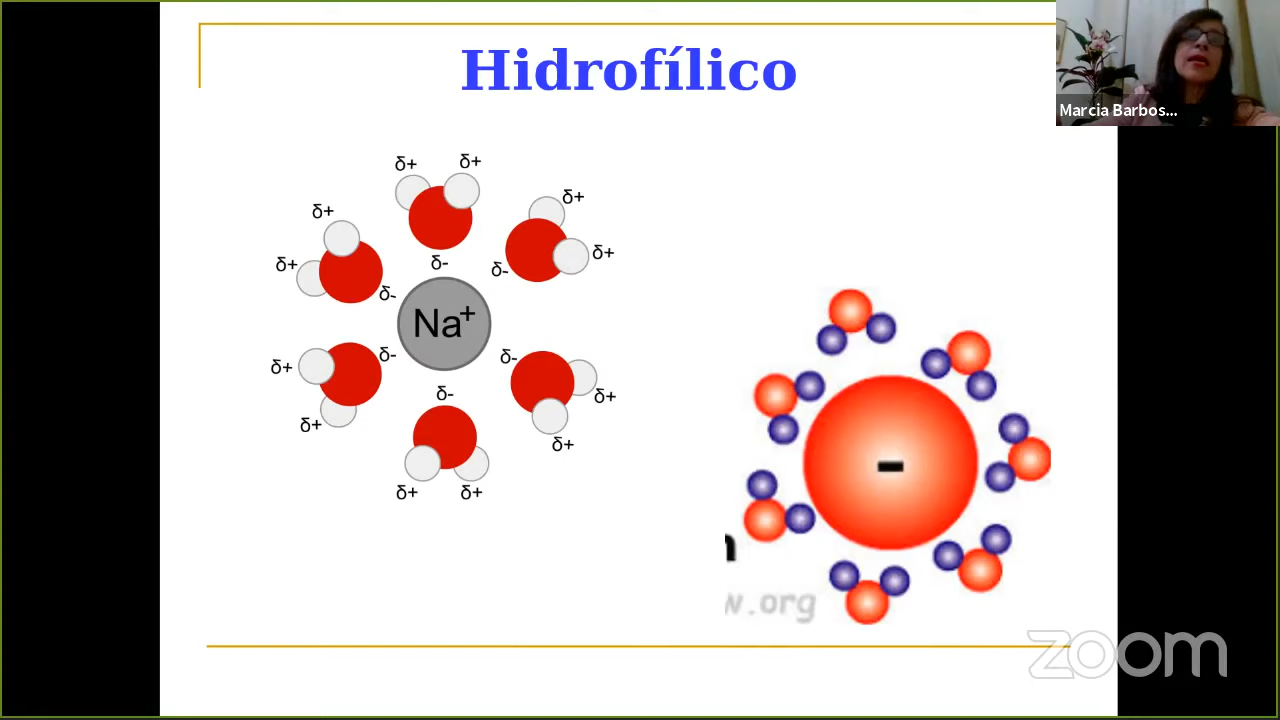 Hidrofílico
Marcia Barbos...
δ+ δ+
δ+
δ+
δ+
δ+
δ-
δ-
δ-
Na+
δ+
δ-
δ-
δ-
δ+
δ+
δ+
δ+ δ+
-
w.org
zoom